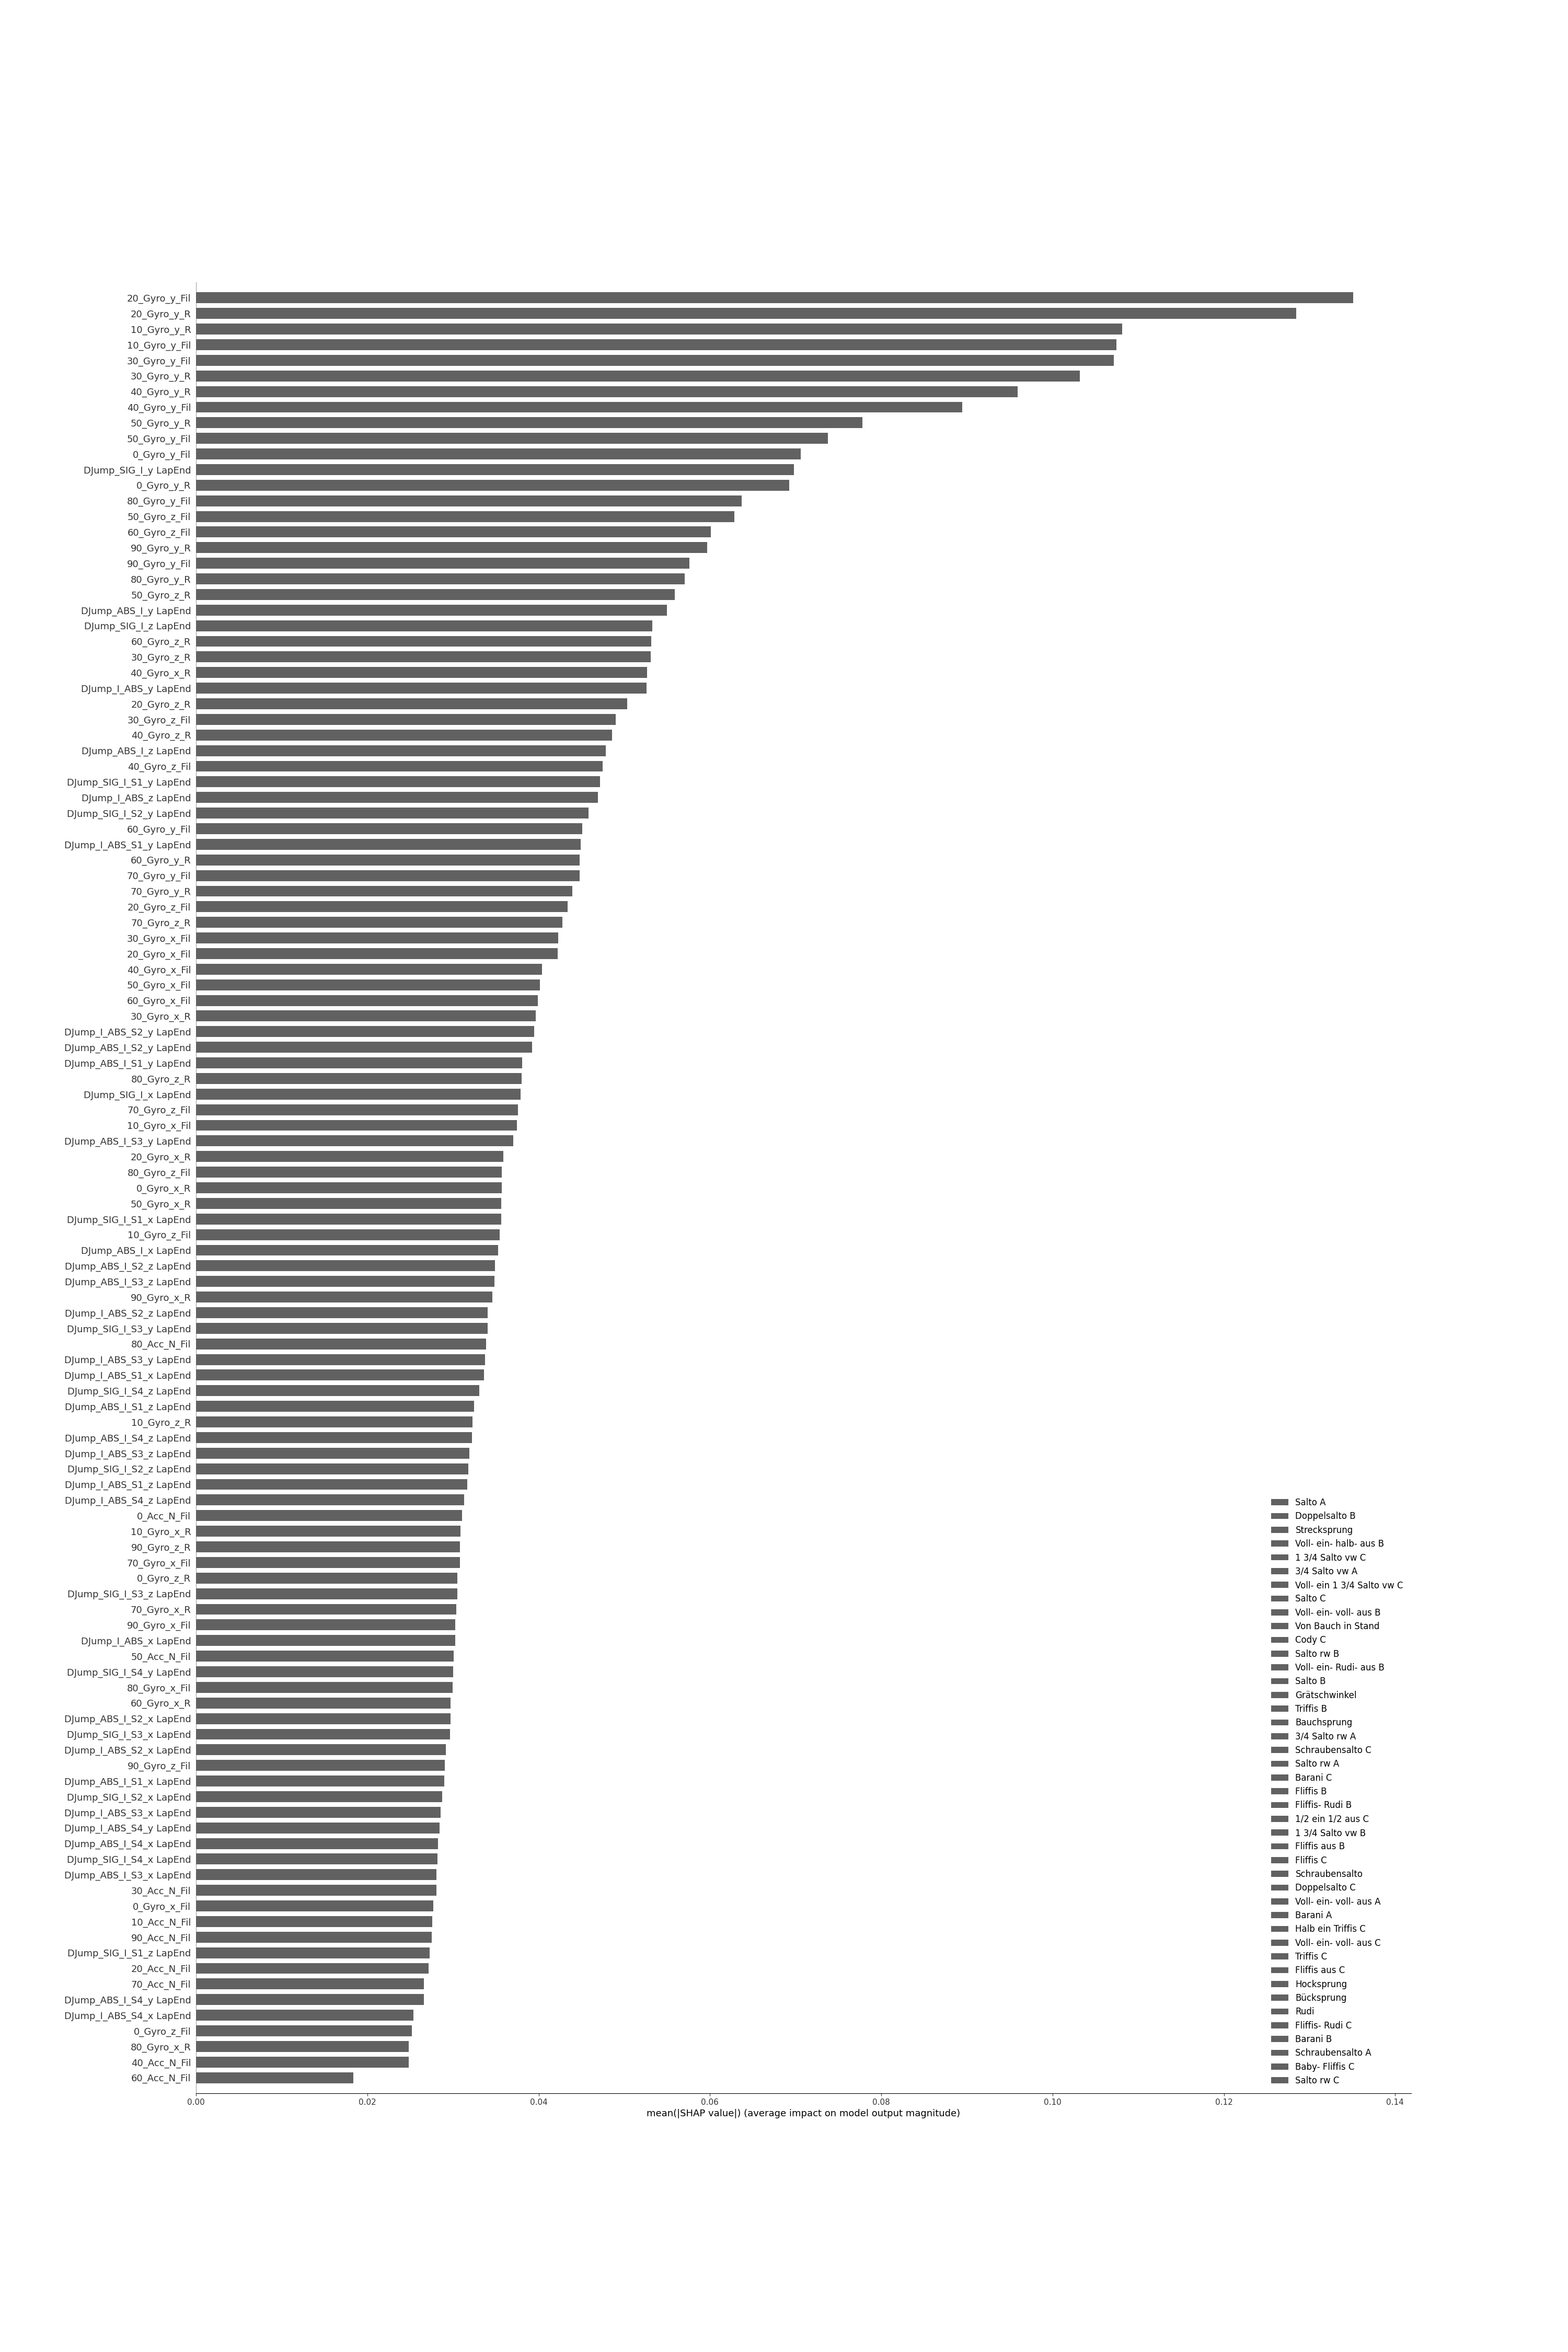 20_Gyro_y_Fil
20_Gyro_y_R
10_Gyro_y_R
10_Gyro_y_Fil
30_Gyro_y_Fil
30_Gyro_y_R
40_Gyro_y_R
40_Gyro_y_Fil
50_Gyro_y_R
50_Gyro_y_Fil
0_Gyro_y_Fil
DJump_SIG_I_y LapEnd
0_Gyro_y_R
80_Gyro_y_Fil
50_Gyro_z_Fil
60_Gyro_z_Fil
90_Gyro_y_R
90_Gyro_y_Fil
80_Gyro_y_R
50_Gyro_z_R
DJump_ABS_I_y LapEnd
DJump_SIG_I_z LapEnd
60_Gyro_z_R
30_Gyro_z_R
40_Gyro_x_R
DJump_I_ABS_y LapEnd
20_Gyro_z_R
30_Gyro_z_Fil
40_Gyro_z_R
DJump_ABS_I_z LapEnd
40_Gyro_z_Fil
DJump_SIG_I_S1_y LapEnd
DJump_I_ABS_z LapEnd
DJump_SIG_I_S2_y LapEnd
60_Gyro_y_Fil
DJump_I_ABS_S1_y LapEnd
60_Gyro_y_R
70_Gyro_y_Fil
70_Gyro_y_R
20_Gyro_z_Fil
70_Gyro_z_R
30_Gyro_x_Fil
20_Gyro_x_Fil
40_Gyro_x_Fil
50_Gyro_x_Fil
60_Gyro_x_Fil
30_Gyro_x_R
DJump_I_ABS_S2_y LapEnd
DJump_ABS_I_S2_y LapEnd
DJump_ABS_I_S1_y LapEnd
80_Gyro_z_R
DJump_SIG_I_x LapEnd
70_Gyro_z_Fil
10_Gyro_x_Fil
DJump_ABS_I_S3_y LapEnd
20_Gyro_x_R
80_Gyro_z_Fil
0_Gyro_x_R
50_Gyro_x_R
DJump_SIG_I_S1_x LapEnd
10_Gyro_z_Fil
DJump_ABS_I_x LapEnd
DJump_ABS_I_S2_z LapEnd
DJump_ABS_I_S3_z LapEnd
90_Gyro_x_R
DJump_I_ABS_S2_z LapEnd
DJump_SIG_I_S3_y LapEnd
80_Acc_N_Fil
DJump_I_ABS_S3_y LapEnd
DJump_I_ABS_S1_x LapEnd
DJump_SIG_I_S4_z LapEnd
DJump_ABS_I_S1_z LapEnd
10_Gyro_z_R
DJump_ABS_I_S4_z LapEnd
DJump_I_ABS_S3_z LapEnd
DJump_SIG_I_S2_z LapEnd
DJump_I_ABS_S1_z LapEnd
DJump_I_ABS_S4_z LapEnd
0_Acc_N_Fil
10_Gyro_x_R
90_Gyro_z_R
70_Gyro_x_Fil
0_Gyro_z_R
DJump_SIG_I_S3_z LapEnd
70_Gyro_x_R
90_Gyro_x_Fil
DJump_I_ABS_x LapEnd
50_Acc_N_Fil
DJump_SIG_I_S4_y LapEnd
80_Gyro_x_Fil
60_Gyro_x_R
DJump_ABS_I_S2_x LapEnd
DJump_SIG_I_S3_x LapEnd
DJump_I_ABS_S2_x LapEnd
90_Gyro_z_Fil
DJump_ABS_I_S1_x LapEnd
DJump_SIG_I_S2_x LapEnd
DJump_I_ABS_S3_x LapEnd
DJump_I_ABS_S4_y LapEnd
DJump_ABS_I_S4_x LapEnd
DJump_SIG_I_S4_x LapEnd
DJump_ABS_I_S3_x LapEnd
30_Acc_N_Fil
0_Gyro_x_Fil
10_Acc_N_Fil
90_Acc_N_Fil
DJump_SIG_I_S1_z LapEnd
20_Acc_N_Fil
70_Acc_N_Fil
DJump_ABS_I_S4_y LapEnd
DJump_I_ABS_S4_x LapEnd
0_Gyro_z_Fil
80_Gyro_x_R
40_Acc_N_Fil
60_Acc_N_Fil
Salto A
Doppelsalto B
Strecksprung
Voll- ein- halb- aus B
1 3/4 Salto vw C
3/4 Salto vw A
Voll- ein 1 3/4 Salto vw C
Salto C
Voll- ein- voll- aus B
Von Bauch in Stand
Cody C
Salto rw B
Voll- ein- Rudi- aus B
Salto B
Grätschwinkel
Triffis B
Bauchsprung
3/4 Salto rw A
Schraubensalto C
Salto rw A
Barani C
Fliffis B
Fliffis- Rudi B
1/2 ein 1/2 aus C
1 3/4 Salto vw B
Fliffis aus B
Fliffis C
Schraubensalto
Doppelsalto C
Voll- ein- voll- aus A
Barani A
Halb ein Triffis C
Voll- ein- voll- aus C
Triffis C
Fliffis aus C
Hocksprung
Bücksprung
Rudi
Fliffis- Rudi C
Barani B
Schraubensalto A
Baby- Fliffis C
Salto rw C
0.00 0.02 0.04 0.06 0.08 0.10 0.12 0.14
mean(|SHAP value|) (average impact on model output magnitude)